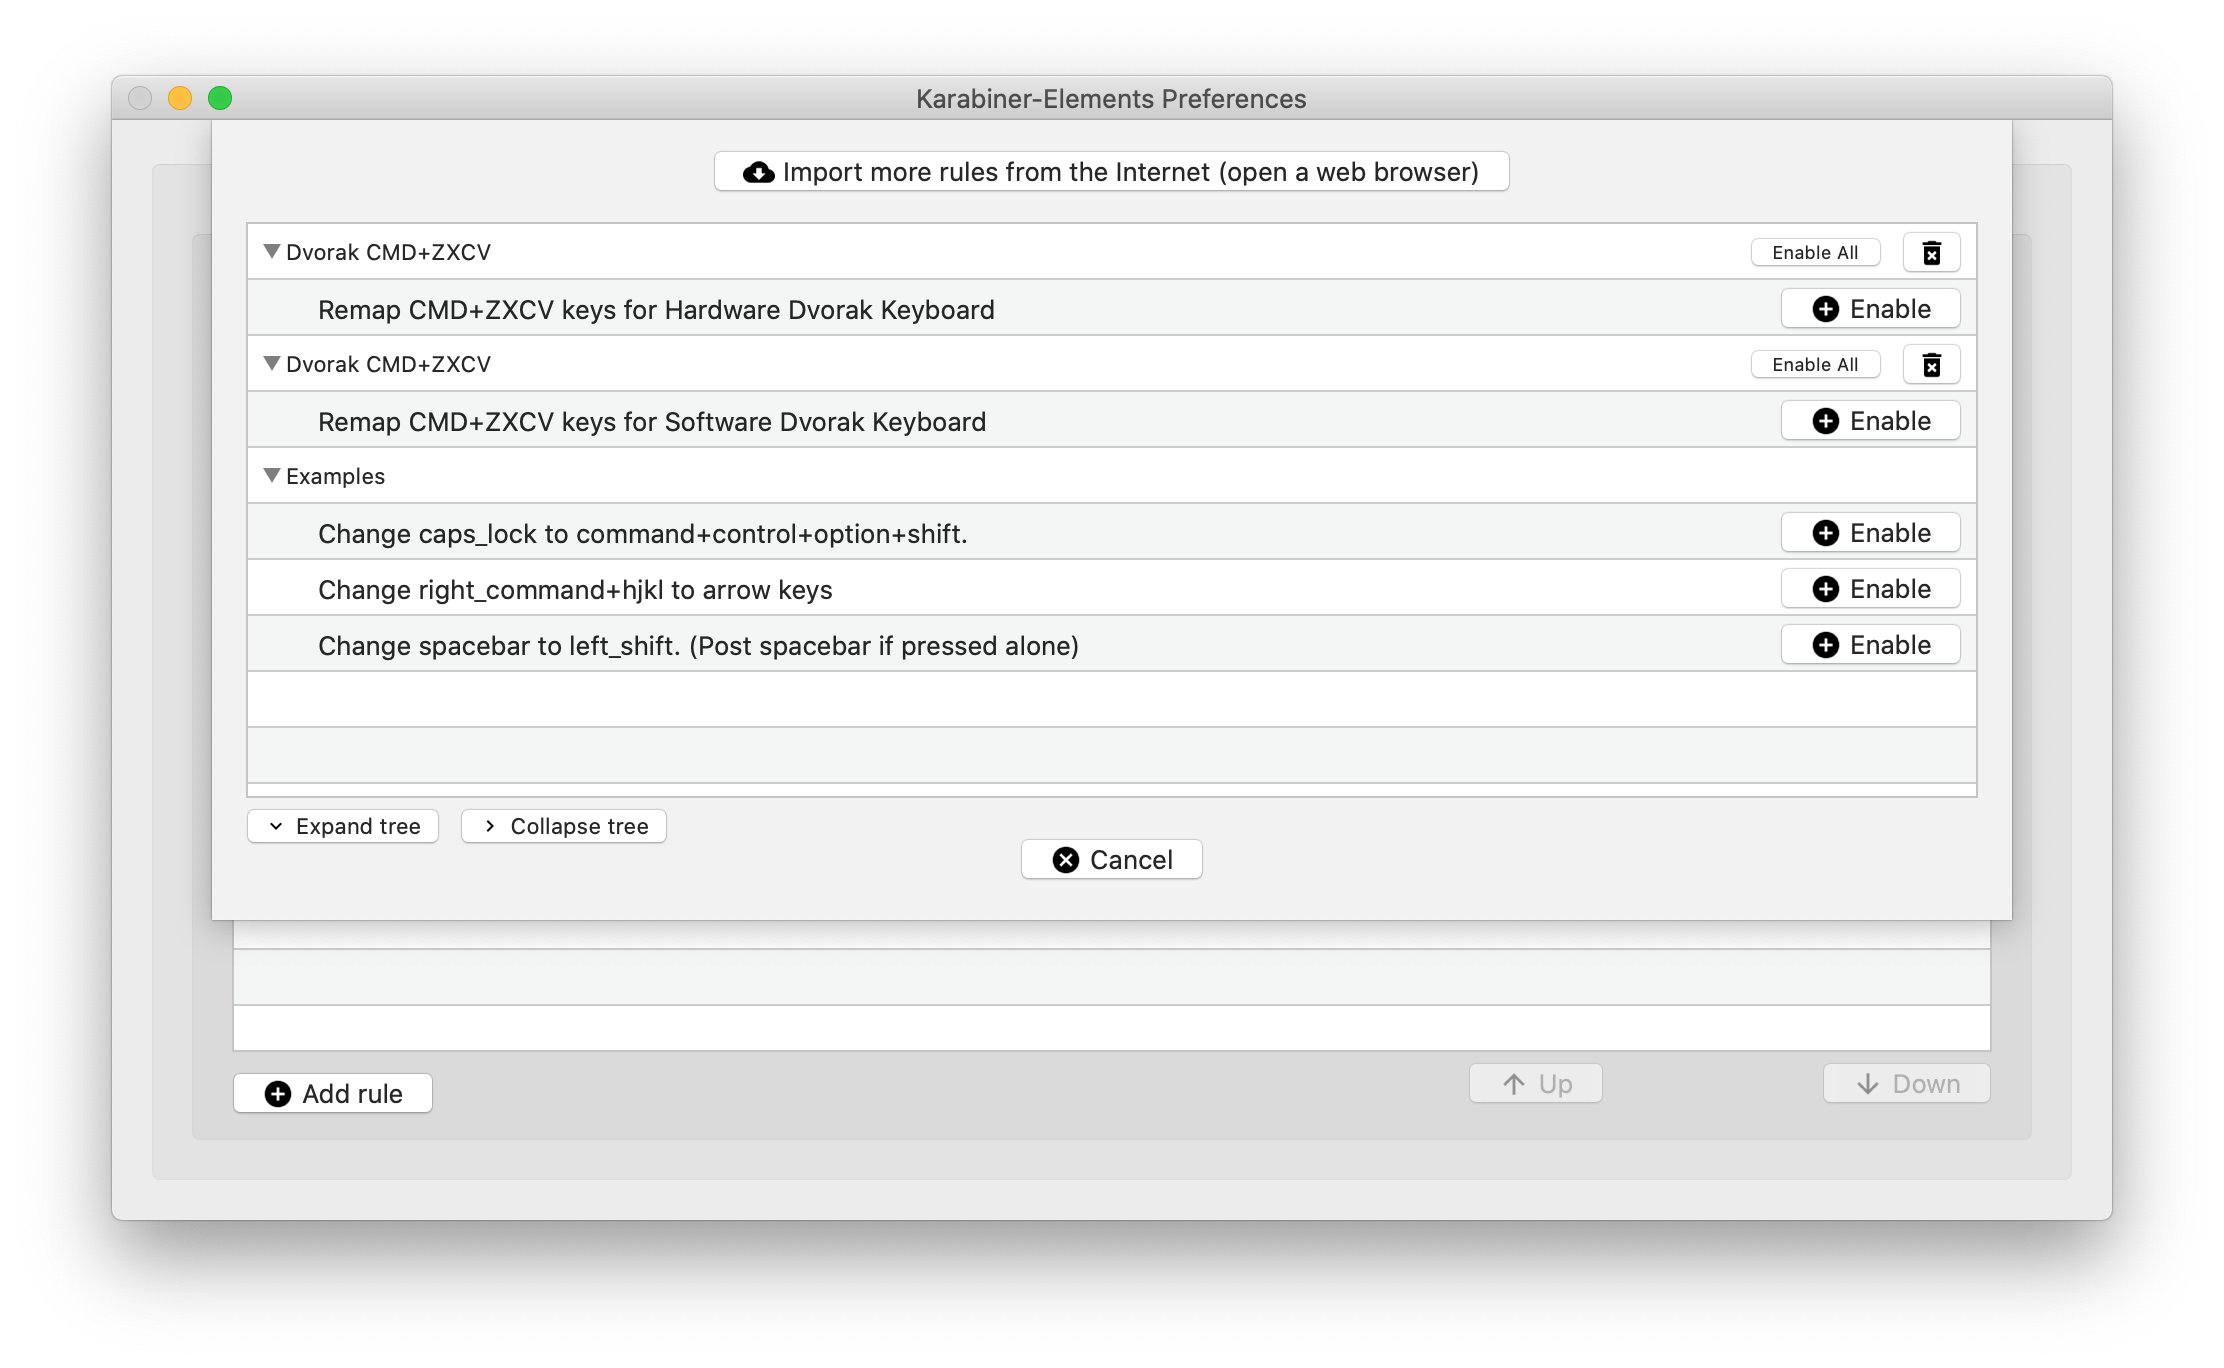 Karabiner-Elements Preferences
Import more rules from the Internet (open a web browser)
Dvorak CMD+ZXCV Enable All
Remap CMD+ZXCV keys for Hardware Dvorak Keyboard Enable
Dvorak CMD+ZXCV Enable All
Remap CMD+ZXCV keys for Software Dvorak Keyboard Enable
Examples
Change caps_lock to command+control+option+shift. Enable
Change right_command+hjkl to arrow keys Enable
Change spacebar to left_shift. (Post spacebar if pressed alone) Enable
Expand tree Collapse tree
Cancel
Add rule Up Down